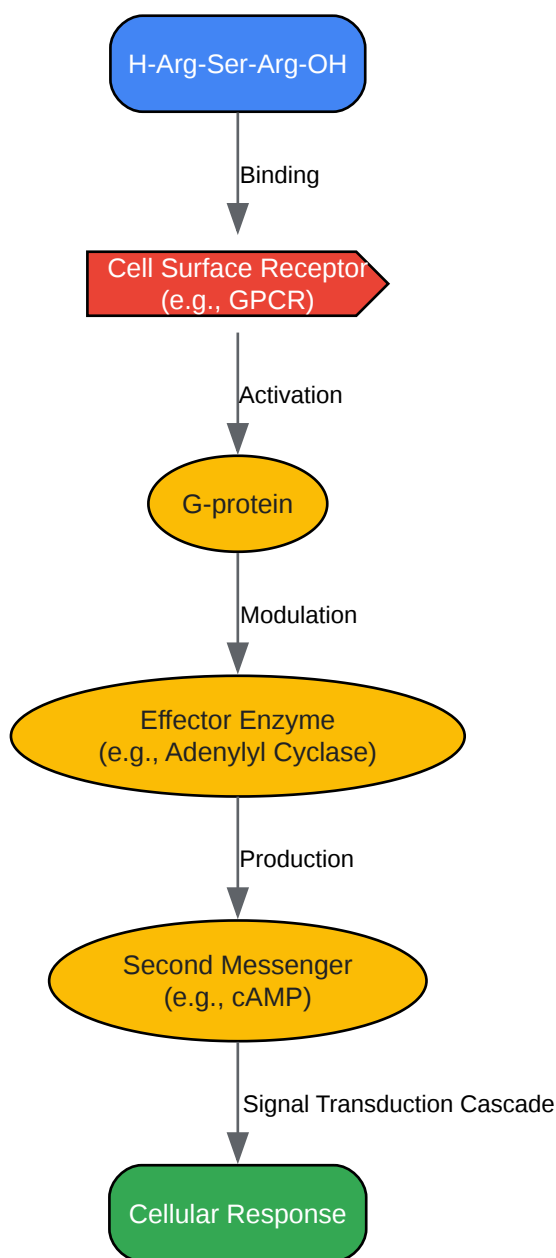 H-Arg-Ser-Arg-OH
Binding
Cell Surface Receptor
(e.g., GPCR)
Activation
G-protein
Modulation
Effector Enzyme
(e.g., Adenylyl Cyclase)
Production
Second Messenger
(e.g., cAMP)
Signal Transduction Cascade
Cellular Response